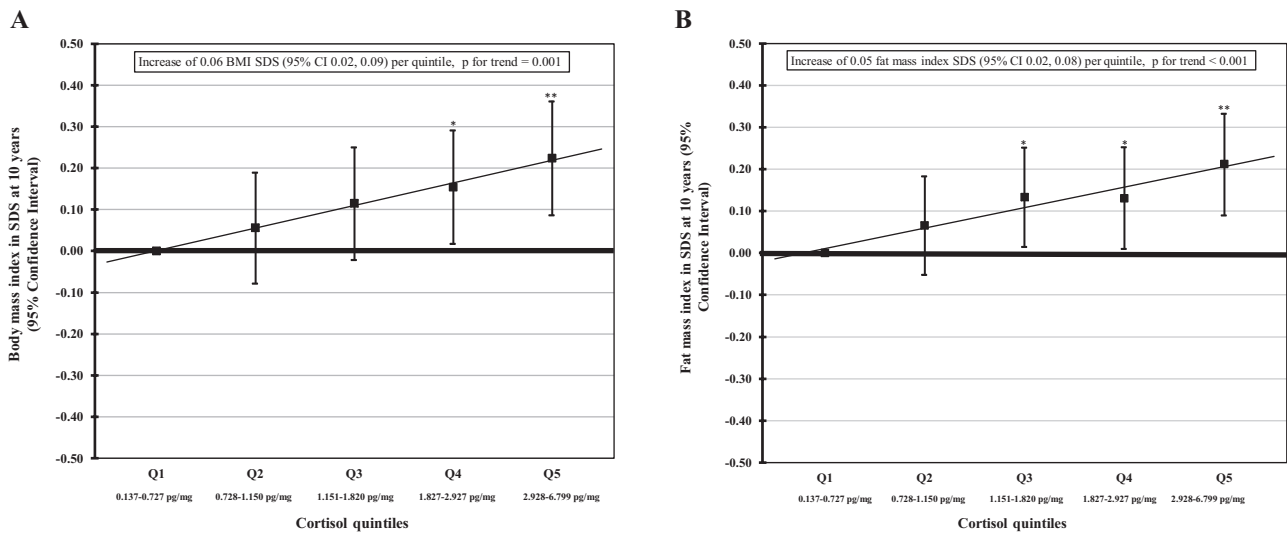 A
Increase of 0.06 BMI SDS (95% CI 0.02, 0.09) per quintile, p for trend = 0.001
Body mass index in SDS at 10 years
(95% Confidence Interval)
0.50
0.40
0.30
0.20
0.10
0.00
-0.10
-0.20
-0.30
-0.40
-0.50
*
**
Q1 Q2 Q3 Q4 Q5
0.137-0.727 pg/mg 0.728-1.150 pg/mg 1.151-1.820 pg/mg 1.827-2.927 pg/mg 2.928-6.799 pg/mg
Cortisol quintiles
B
Increase of 0.05 fat mass index SDS (95% CI 0.02, 0.08) per quintile, p for trend < 0.001
Fat mass index in SDS at 10 years (95%
Confidence Interval)
0.50
0.40
0.30
0.20
0.10
0.00
-0.10
-0.20
-0.30
-0.40
-0.50
*
*
**
Q1 Q2 Q3 Q4 Q5
0.137-0.727 pg/mg 0.728-1.150 pg/mg 1.151-1.820 pg/mg 1.827-2.927 pg/mg 2.928-6.799 pg/mg
Cortisol quintiles